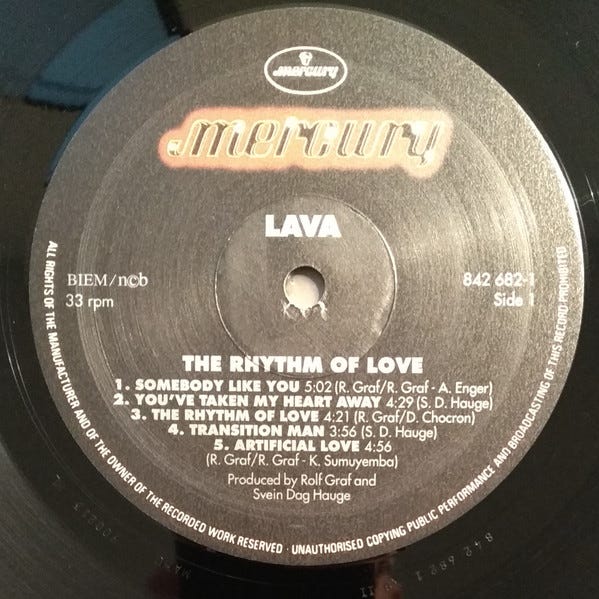 mercury
mercury
LAVA
BIEM/n©b
33 rpm
842 682-1
Side 1
THE RHYTHM OF LOVE
1. SOMEBODY LIKE YOU 5:02 (R. Graf/R. Graf - A. Enger)
2. YOU'VE TAKEN MY HEART AWAY 4:29 (S. D. Hauge)
3. THE RHYTHM OF LOVE 4:21 (R. Graf/D. Chocron)
4. TRANSITION MAN 3:56 (S. D. Hauge)
5. ARTIFICIAL LOVE 4:56
(R. Graf/R. Graf - K. Sumuyemba)
Produced by Rolf Graf and
Svein Dag Hauge
ALL RIGHTS OF THE MANUFACTURER AND OF THE OWNER OF THE RECORDED WORK RESERVED · UNAUTHORISED COPYING PUBLIC PERFORMANCE AND BROADCASTING OF THIS RECORD PROHIBITED
842 682 1